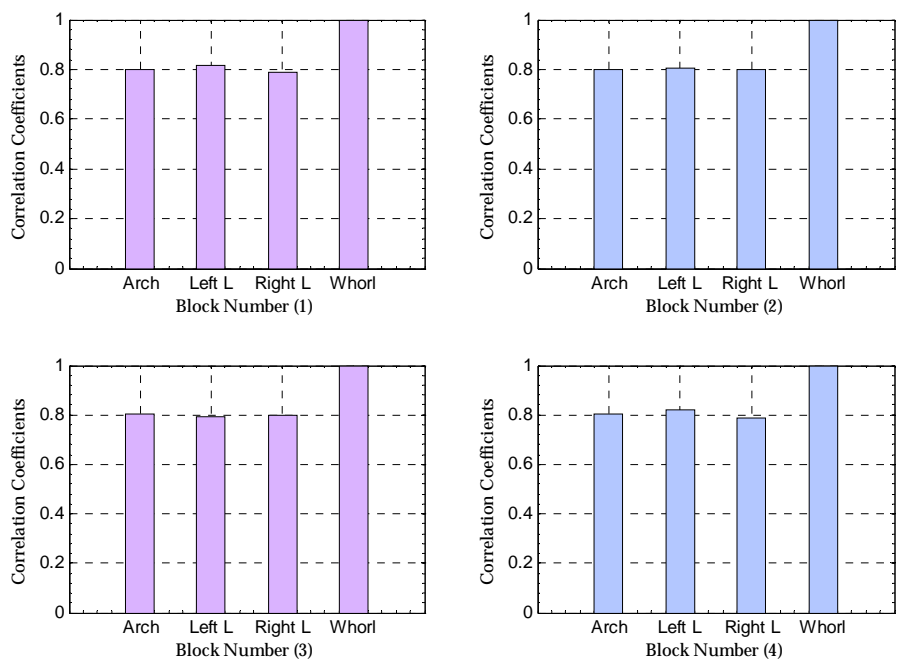 Correlation Coefficients
1
0.8
0.6
0.4
0.2
0
Arch Left L Right L Whorl
Block Number (1)
Correlation Coefficients
1
0.8
0.6
0.4
0.2
0
Arch Left L Right L Whorl
Block Number (2)
Correlation Coefficients
1
0.8
0.6
0.4
0.2
0
Arch Left L Right L Whorl
Block Number (3)
Correlation Coefficients
1
0.8
0.6
0.4
0.2
0
Arch Left L Right L Whorl
Block Number (4)